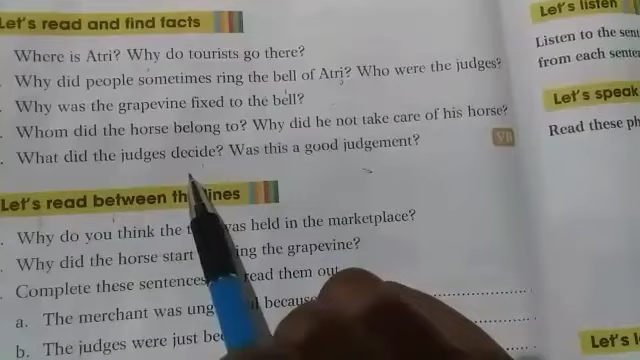 Let's read and find facts
Where is Atri? Why do tourists go there?
Why did people sometimes ring the bell of Atri? Who were the judges?
Why was the grapevine fixed to the bell?
Whom did the horse belong to? Why did he not take care of his horse?
What did the judges decide? Was this a good judgement?
VB
Let's read between the lines
Why do you think the was held in the marketplace?
Why did the horse start the grapevine?
Complete these sentences read them out
a. The merchant was because
b. The judges were just
Let's listen
Listen to the
from each
Let's speak
Read these
Let's